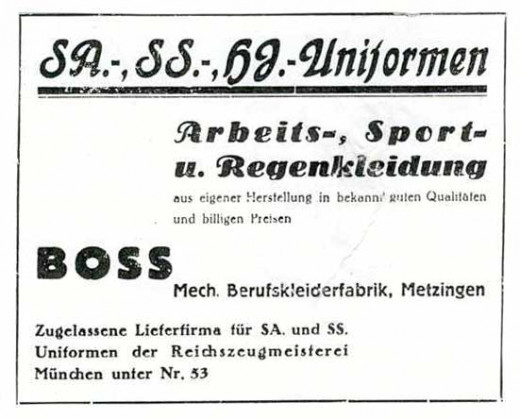 SA.-, SS.-, HJ.-Uniformen
Arbeits-, Sport-
u. Regenkleidung
aus eigener Herstellung in bekannt guten Qualitäten
und billigen Preisen
BOSS
Mech. Berufskleiderfabrik, Metzingen
Zugelassene Lieferfirma für SA. und SS.
Uniformen der Reichszeugmeisterei
München unter Nr. 53